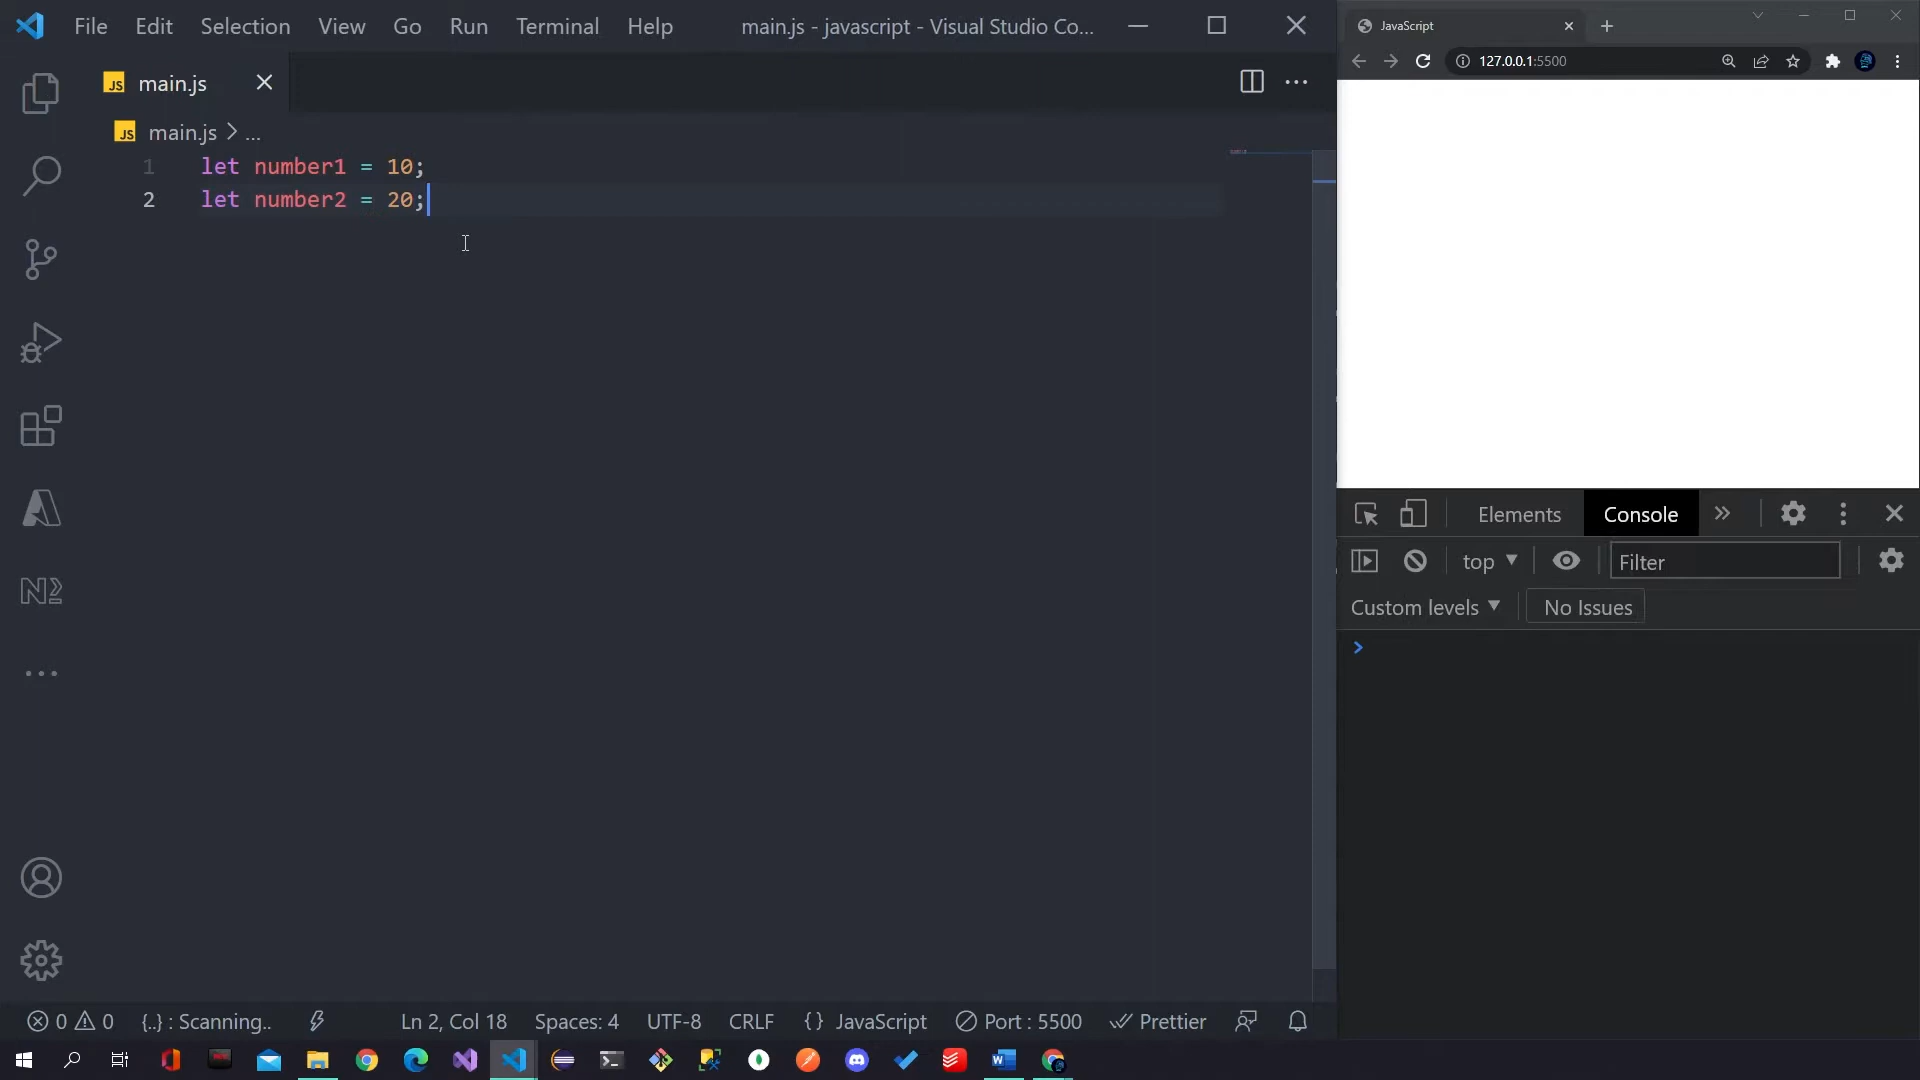 File Edit Selection View Go Run Terminal Help main.js - javascript - Visual Studio Co...
JS main.js
JS main.js > ...
1 let number1 = 10;
2 let number2 = 20;
0 0 {..} : Scanning.. Ln 2, Col 18 Spaces: 4 UTF-8 CRLF {} JavaScript Port : 5500 Prettier
JavaScript
127.0.0.1:5500
Elements Console »
top Filter
Custom levels No Issues
>